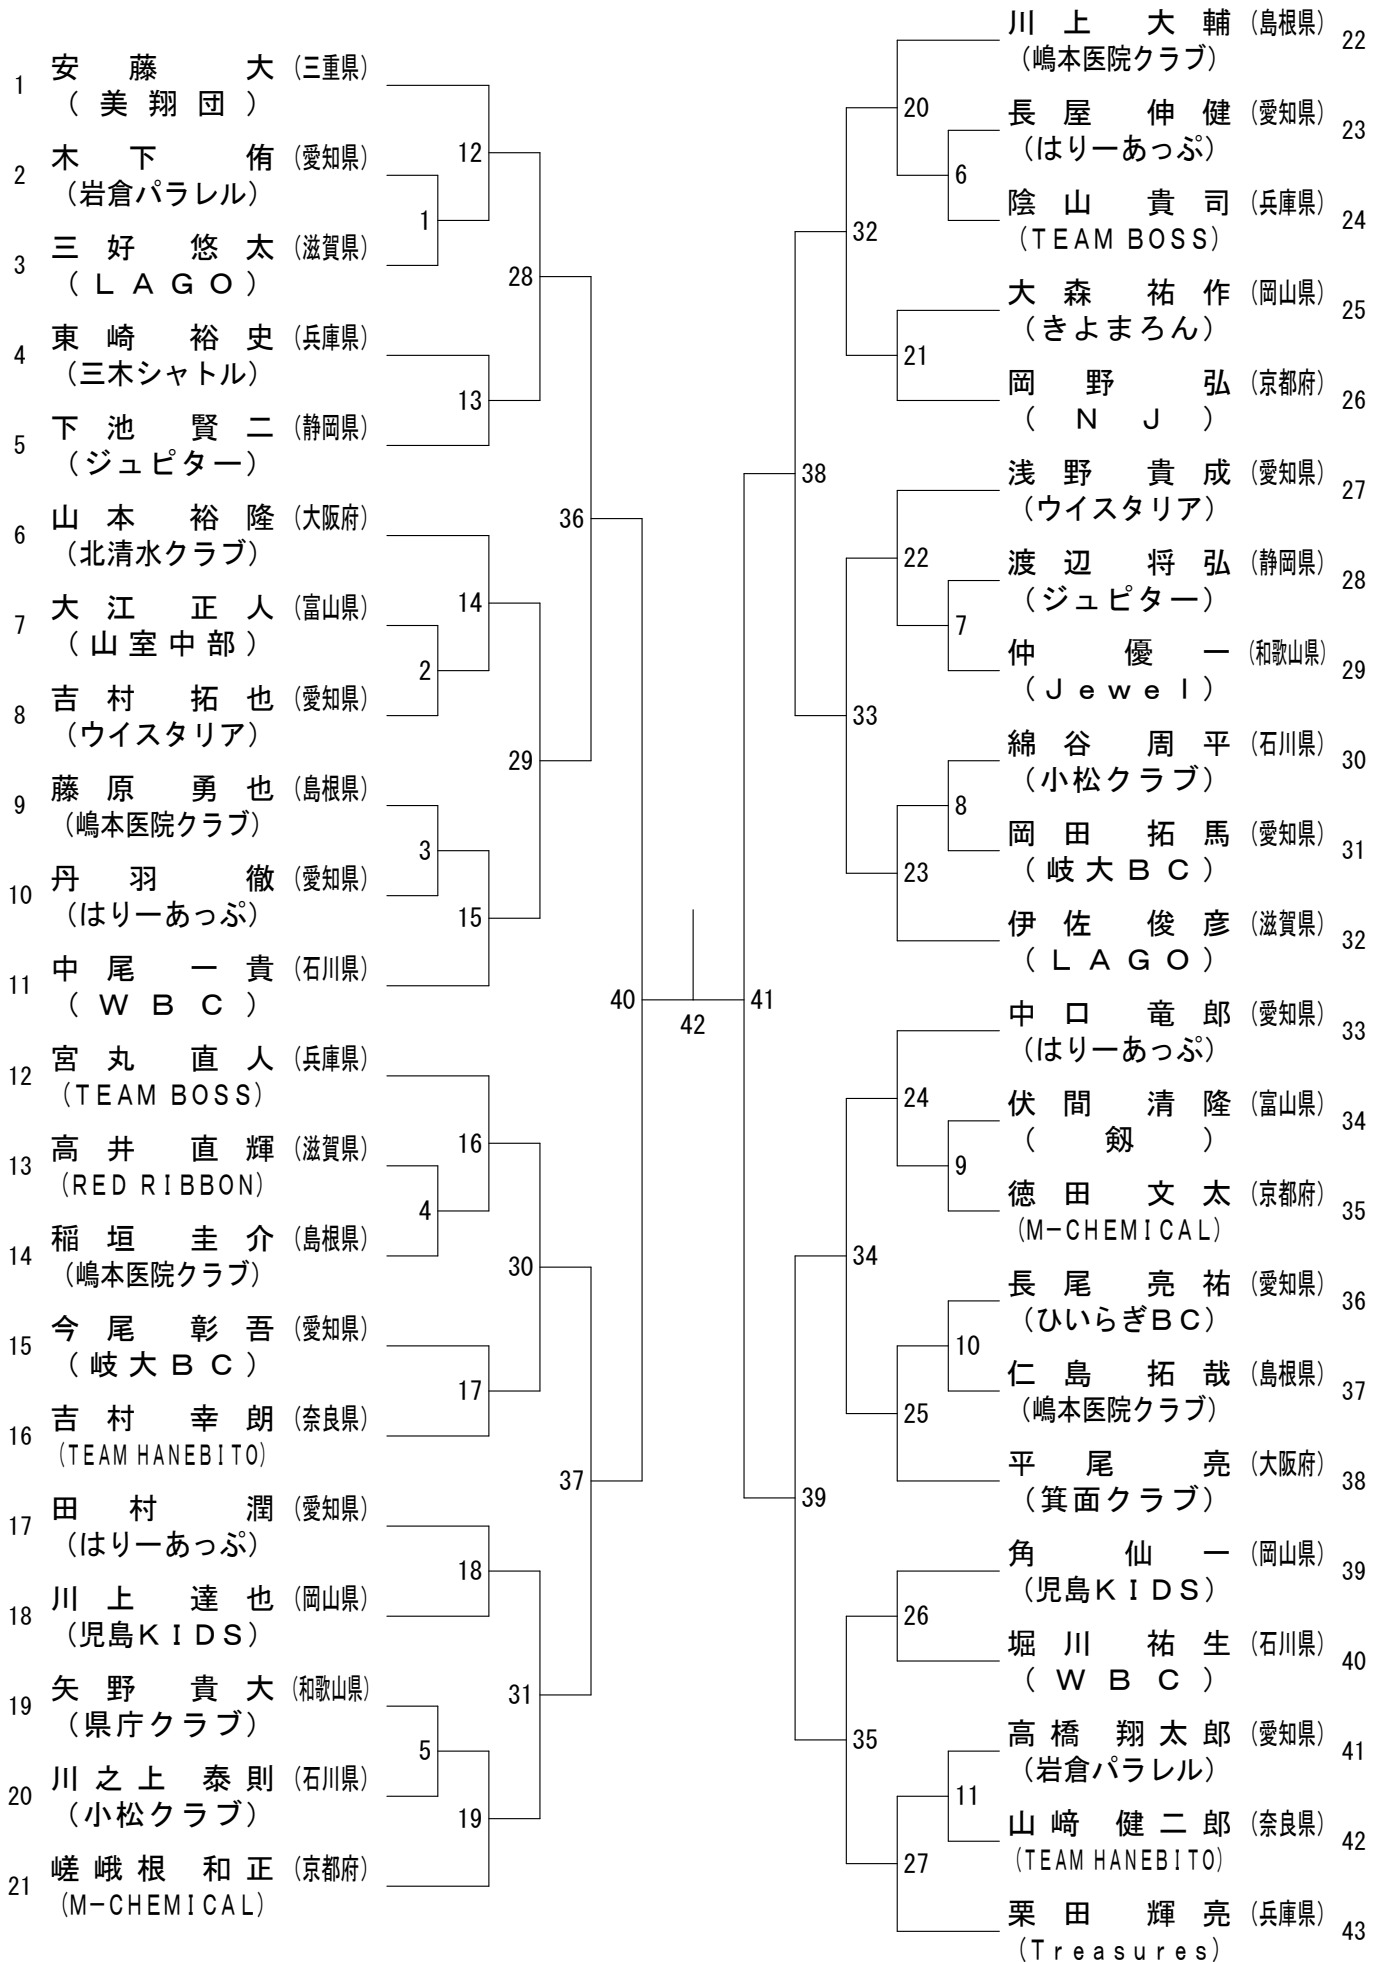 1 安藤 大 (三重県)
(美翔団)
2 木下 侑 (愛知県)
(岩倉パラレル)
3 三好 悠太 (滋賀県)
(LAGO)
4 東崎 裕史 (兵庫県)
(三木シャトル)
5 下池 賢二 (静岡県)
(ジュピター)
6 山本 裕隆 (大阪府)
(北清水クラブ)
7 大江 正人 (富山県)
(山室中部)
8 吉村 拓也 (愛知県)
(ウイスタリア)
9 藤原 勇也 (島根県)
(嶋本医院クラブ)
10 丹羽 徹 (愛知県)
(はりーあっぷ)
11 中尾 一貴 (石川県)
(WBC)
12 宮丸 直人 (兵庫県)
(TEAM BOSS)
13 高井 直輝 (滋賀県)
(RED RIBBON)
14 稲垣 圭介 (島根県)
(嶋本医院クラブ)
15 今尾 彰吾 (愛知県)
(岐大BC)
16 吉村 幸朗 (奈良県)
(TEAM HANEBITO)
17 田村 潤 (愛知県)
(はりーあっぷ)
18 川上 達也 (岡山県)
(児島KIDS)
19 矢野 貴大 (和歌山県)
(県庁クラブ)
20 川之上 泰則 (石川県)
(小松クラブ)
21 嵯峨根 和正 (京都府)
(M-CHEMICAL)
1
2
3
4
5
12
13
14
15
16
17
18
19
28
29
30
31
36
37
40
42
41
38
39
32
33
34
35
20
21
22
23
24
25
26
27
6
7
8
9
10
11
川上 大輔 (島根県) 22
(嶋本医院クラブ)
長屋 伸健 (愛知県) 23
(はりーあっぷ)
陰山 貴司 (兵庫県) 24
(TEAM BOSS)
大森 祐作 (岡山県) 25
(きよまろん)
岡野 弘 (京都府) 26
(NJ)
浅野 貴成 (愛知県) 27
(ウイスタリア)
渡辺 将弘 (静岡県) 28
(ジュピター)
仲 優一 (和歌山県) 29
(Jewel)
綿谷 周平 (石川県) 30
(小松クラブ)
岡田 拓馬 (愛知県) 31
(岐大BC)
伊佐 俊彦 (滋賀県) 32
(LAGO)
中口 竜郎 (愛知県) 33
(はりーあっぷ)
伏間 清隆 (富山県) 34
(剱)
徳田 文太 (京都府) 35
(M-CHEMICAL)
長尾 亮祐 (愛知県) 36
(ひいらぎBC)
仁島 拓哉 (島根県) 37
(嶋本医院クラブ)
平尾 亮 (大阪府) 38
(箕面クラブ)
角 仙一 (岡山県) 39
(児島KIDS)
堀川 祐生 (石川県) 40
(WBC)
高橋 翔太郎 (愛知県) 41
(岩倉パラレル)
山﨑 健二郎 (奈良県) 42
(TEAM HANEBITO)
栗田 輝亮 (兵庫県) 43
(Treasures)